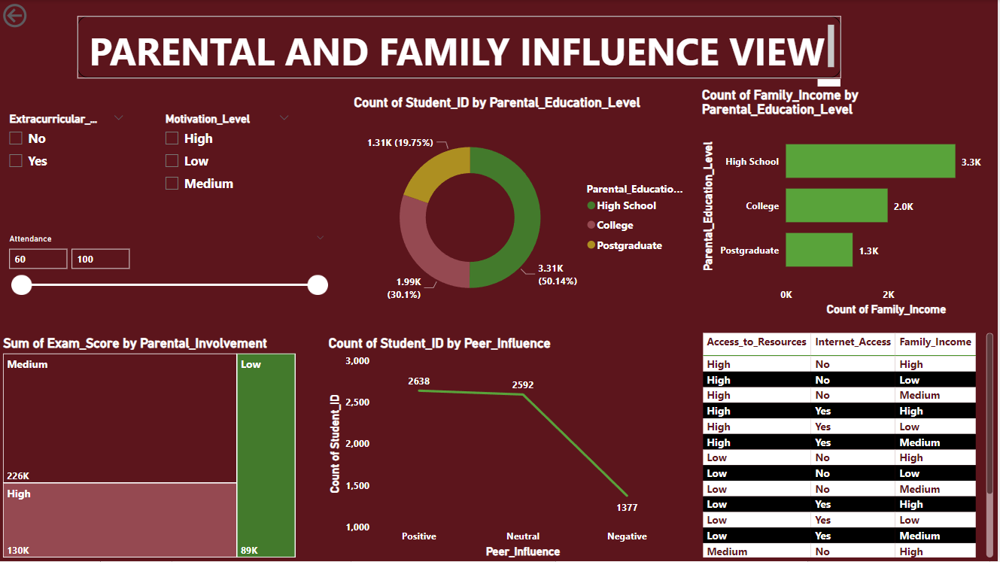 PARENTAL AND FAMILY INFLUENCE VIEW
Extracurricular_...
No
Yes
Motivation_Level
High
Low
Medium
Attendance
60
100
Count of Student_ID by Parental_Education_Level
1.31K (19.75%)
3.31K
(50.14%)
1.99K
(30.1%)
Parental_Educatio...
High School
College
Postgraduate
Count of Family_Income by
Parental_Education_Level
Parental_Education_Level
High School 3.3K
College 2.0K
Postgraduate 1.3K
0K 2K
Count of Family_Income
Sum of Exam_Score by Parental_Involvement
Medium
226K
High
130K
Low
89K
Count of Student_ID by Peer_Influence
Count of Student_ID
3,000
2,500
2,000
1,500
1,000
2638
2592
1377
Positive Neutral Negative
Peer_Influence
Access_to_Resources Internet_Access Family_Income
High No High
High No Low
High No Medium
High Yes High
High Yes Low
High Yes Medium
Low No High
Low No Low
Low No Medium
Low Yes High
Low Yes Low
Low Yes Medium
Medium No High